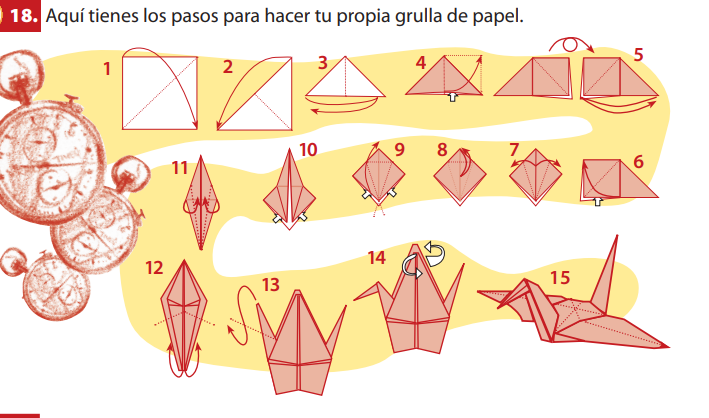 18. Aquí tienes los pasos para hacer tu propia grulla de papel.
1 2 3 4 5
11 10 9 8 7 6
12 13 14 15